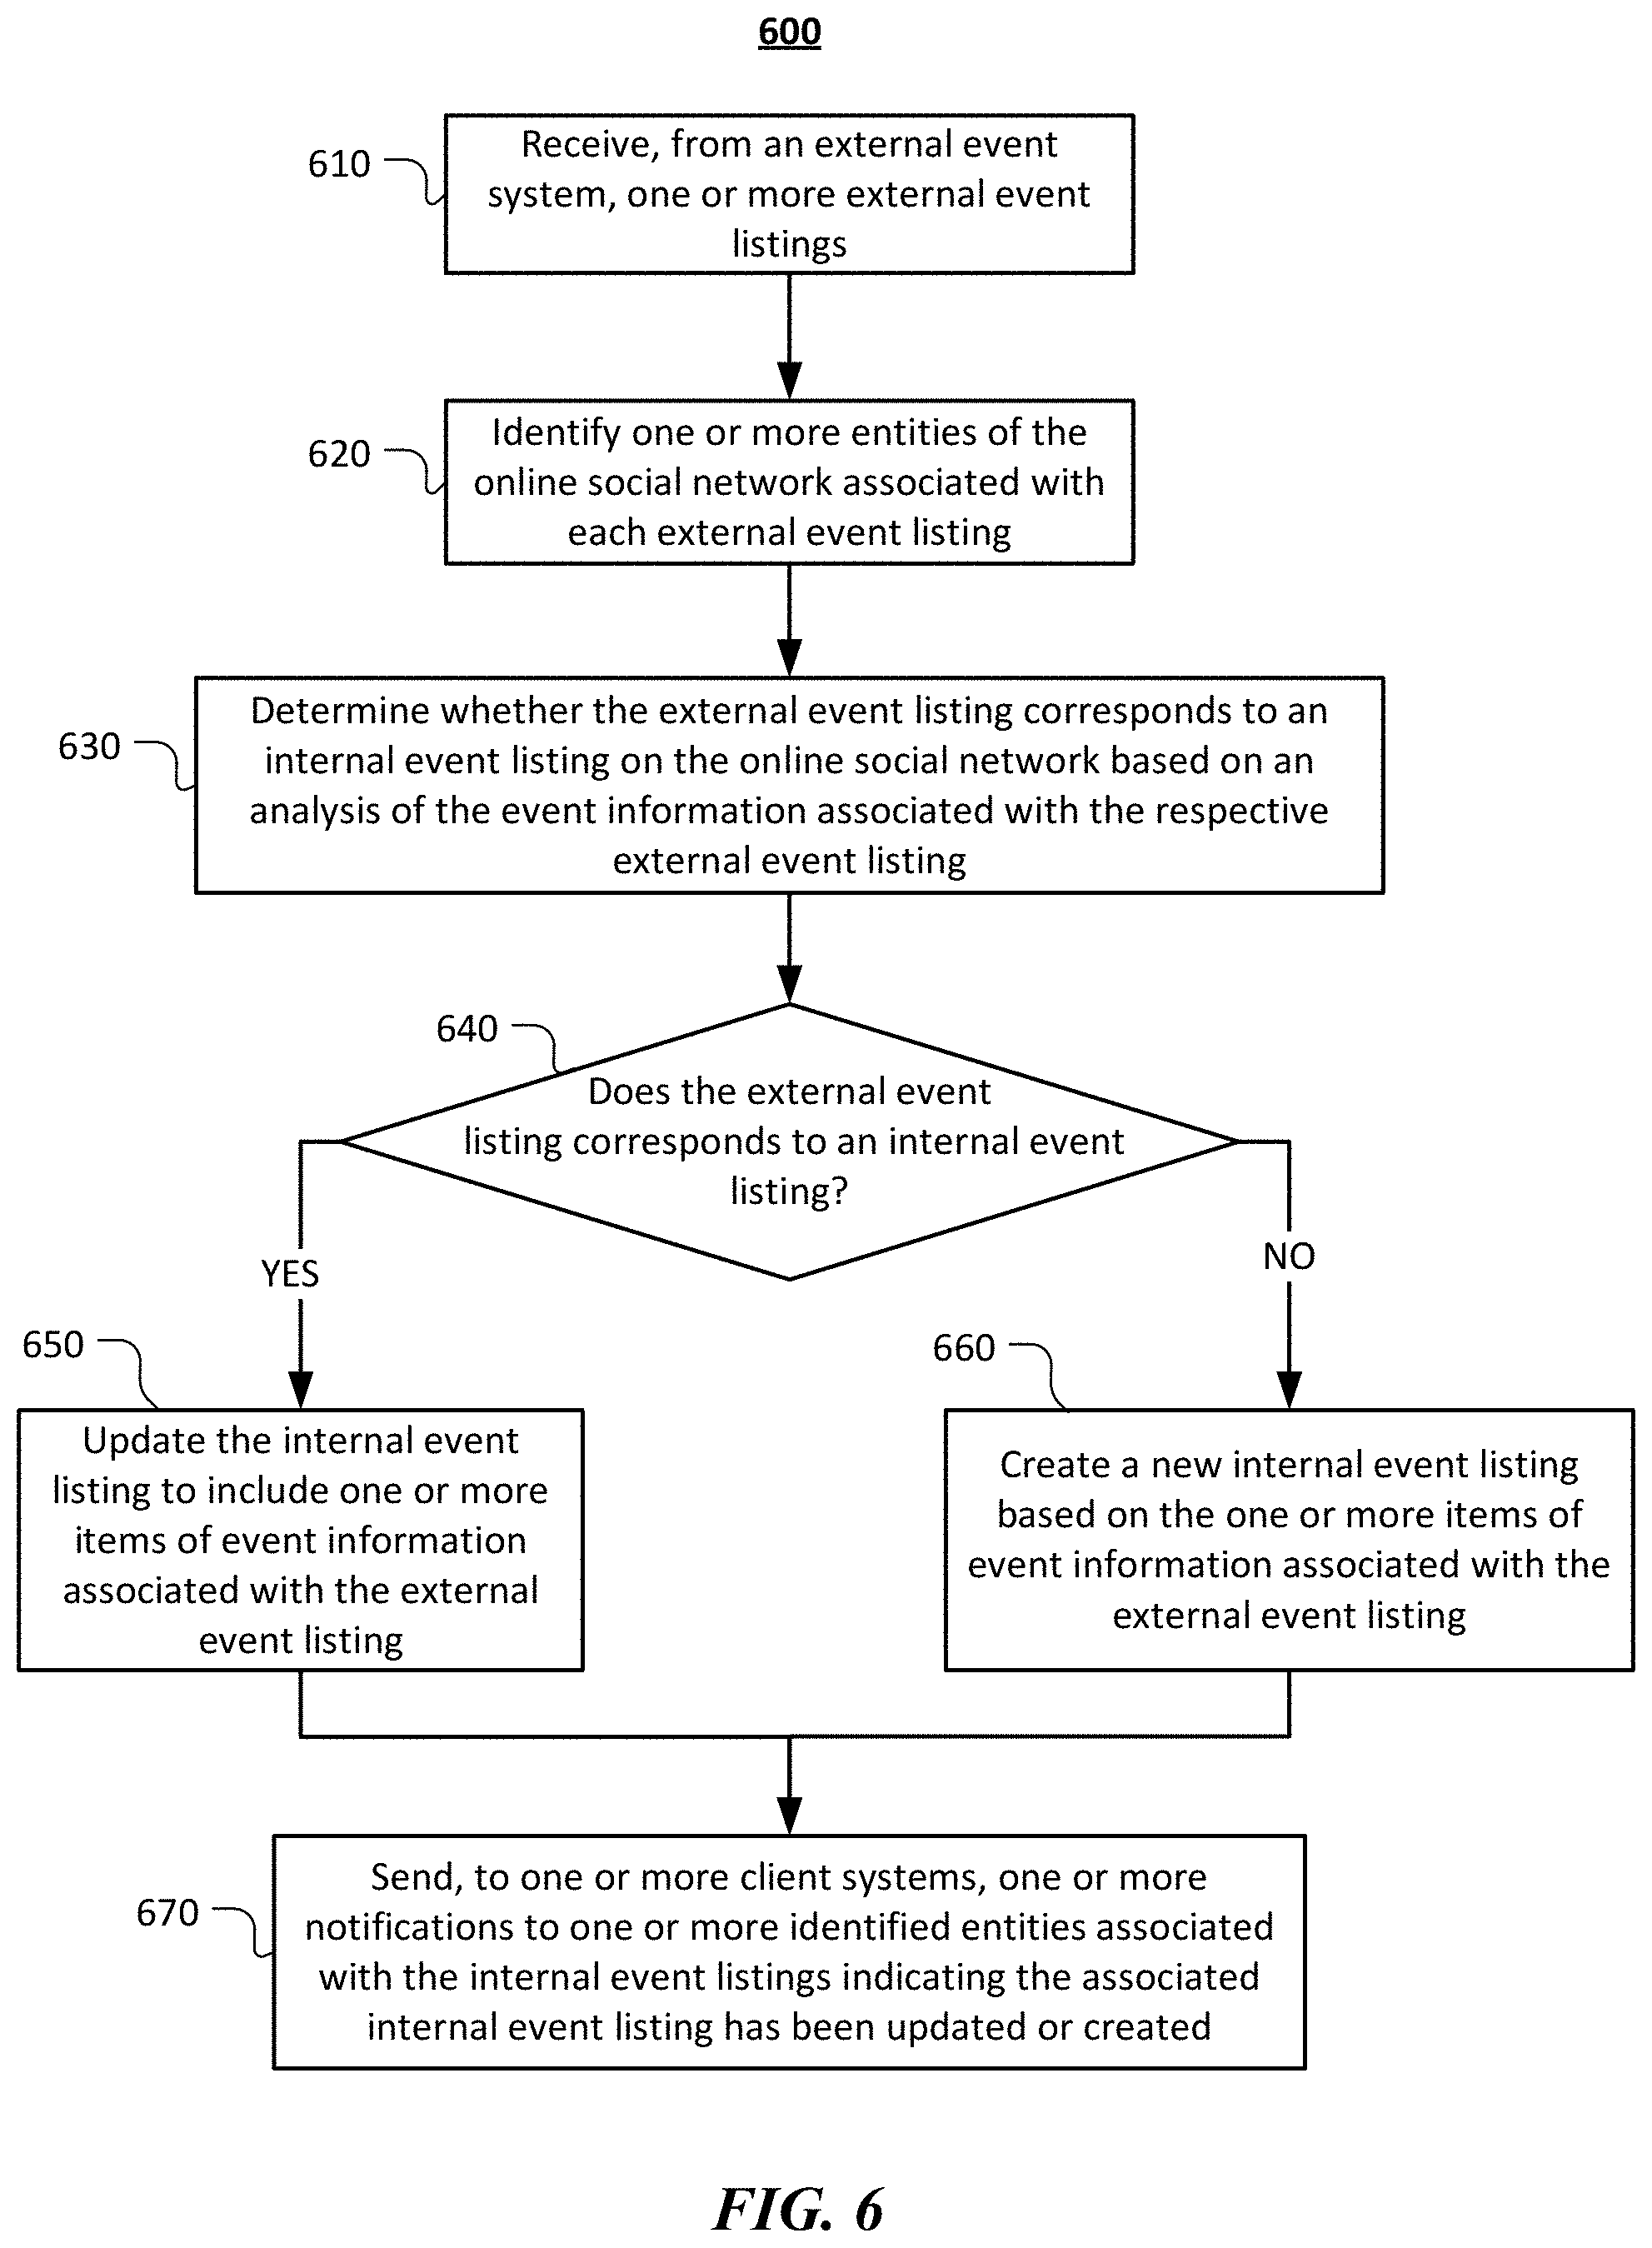 600
610
Receive, from an external event
system, one or more external event
listings
620
Identify one or more entities of the
online social network associated with
each external event listing
630
Determine whether the external event listing corresponds to an
internal event listing on the online social network based on an
analysis of the event information associated with the respective
external event listing
640
Does the external event
listing corresponds to an internal event
listing?
YES
NO
650
Update the internal event
listing to include one or more
items of event information
associated with the external
event listing
660
Create a new internal event listing
based on the one or more items of
event information associated with the
external event listing
670
Send, to one or more client systems, one or more
notifications to one or more identified entities associated
with the internal event listings indicating the associated
internal event listing has been updated or created
FIG. 6